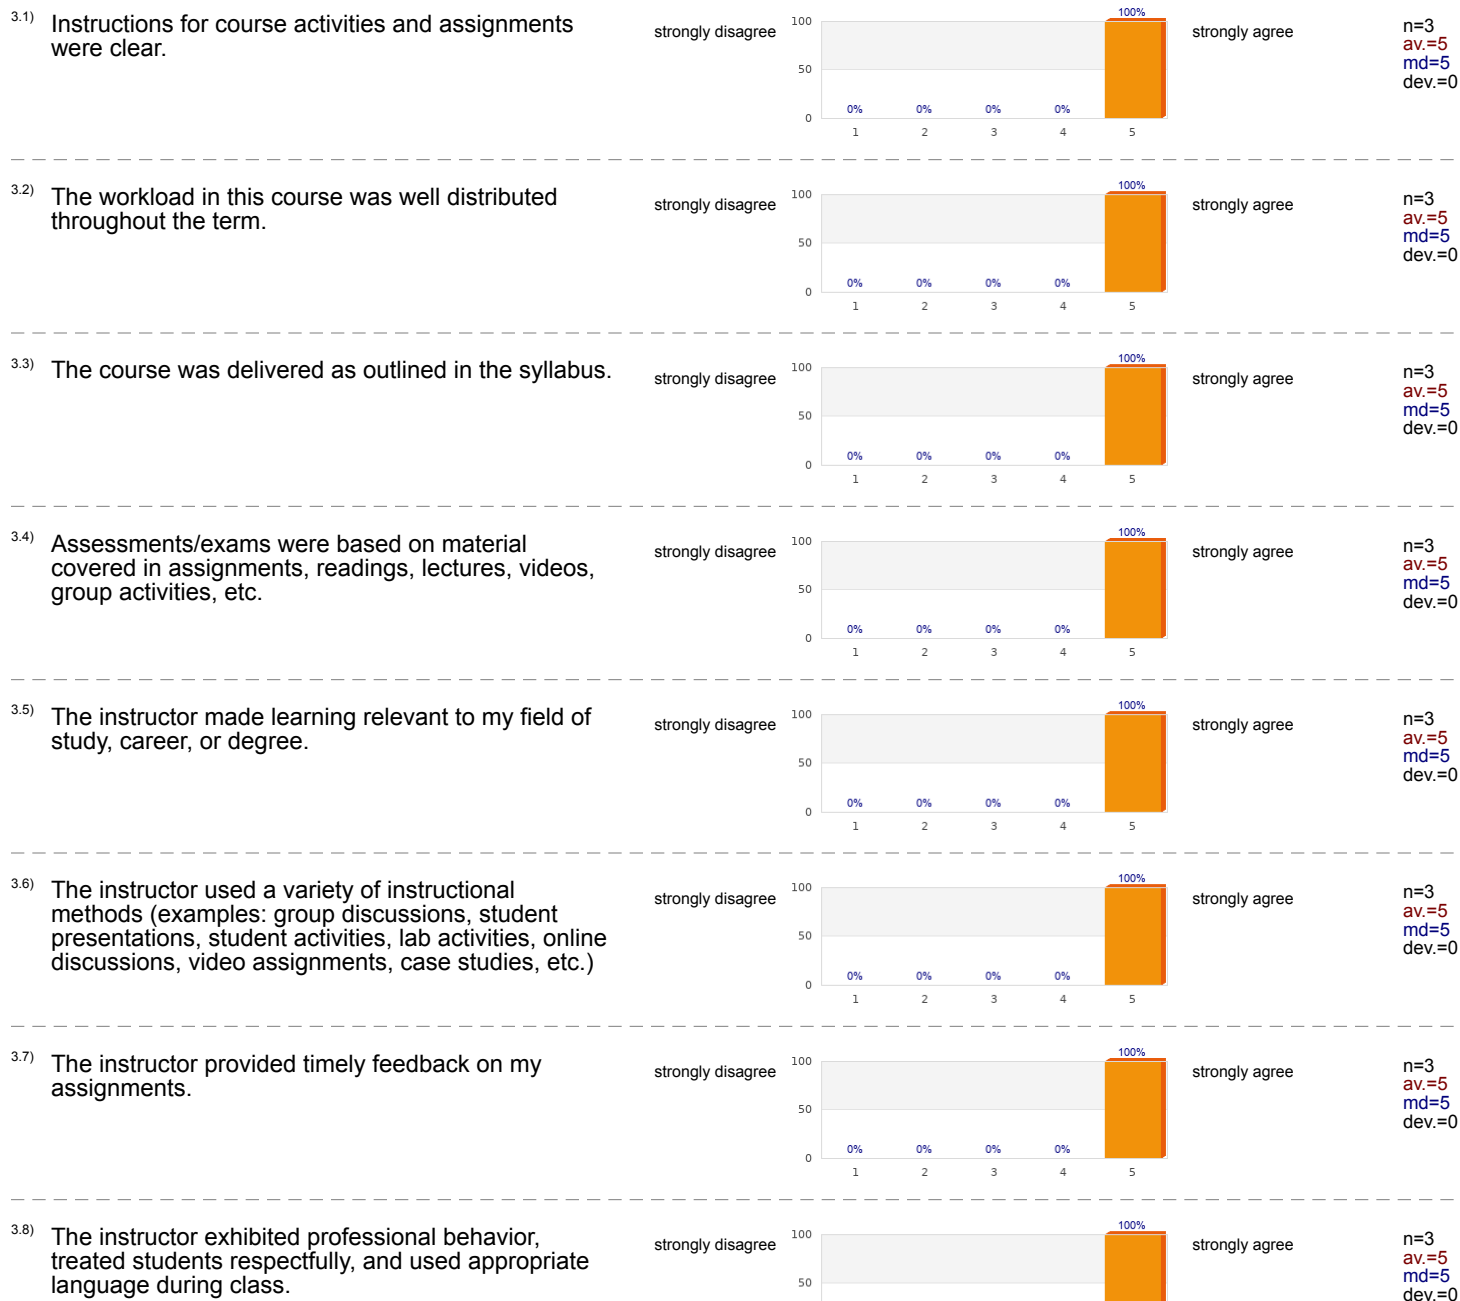 3.1) Instructions for course activities and assignments
were clear.
strongly disagree
100
50
0
0% 0% 0% 0% 100%
1 2 3 4 5
strongly agree
n=3
av.=5
md=5
dev.=0
3.2) The workload in this course was well distributed
throughout the term.
strongly disagree
100
50
0
0% 0% 0% 0% 100%
1 2 3 4 5
strongly agree
n=3
av.=5
md=5
dev.=0
3.3) The course was delivered as outlined in the syllabus.
strongly disagree
100
50
0
0% 0% 0% 0% 100%
1 2 3 4 5
strongly agree
n=3
av.=5
md=5
dev.=0
3.4) Assessments/exams were based on material
covered in assignments, readings, lectures, videos,
group activities, etc.
strongly disagree
100
50
0
0% 0% 0% 0% 100%
1 2 3 4 5
strongly agree
n=3
av.=5
md=5
dev.=0
3.5) The instructor made learning relevant to my field of
study, career, or degree.
strongly disagree
100
50
0
0% 0% 0% 0% 100%
1 2 3 4 5
strongly agree
n=3
av.=5
md=5
dev.=0
3.6) The instructor used a variety of instructional
methods (examples: group discussions, student
presentations, student activities, lab activities, online
discussions, video assignments, case studies, etc.)
strongly disagree
100
50
0
0% 0% 0% 0% 100%
1 2 3 4 5
strongly agree
n=3
av.=5
md=5
dev.=0
3.7) The instructor provided timely feedback on my
assignments.
strongly disagree
100
50
0
0% 0% 0% 0% 100%
1 2 3 4 5
strongly agree
n=3
av.=5
md=5
dev.=0
3.8) The instructor exhibited professional behavior,
treated students respectfully, and used appropriate
language during class.
strongly disagree
100
50
100%
strongly agree
n=3
av.=5
md=5
dev.=0